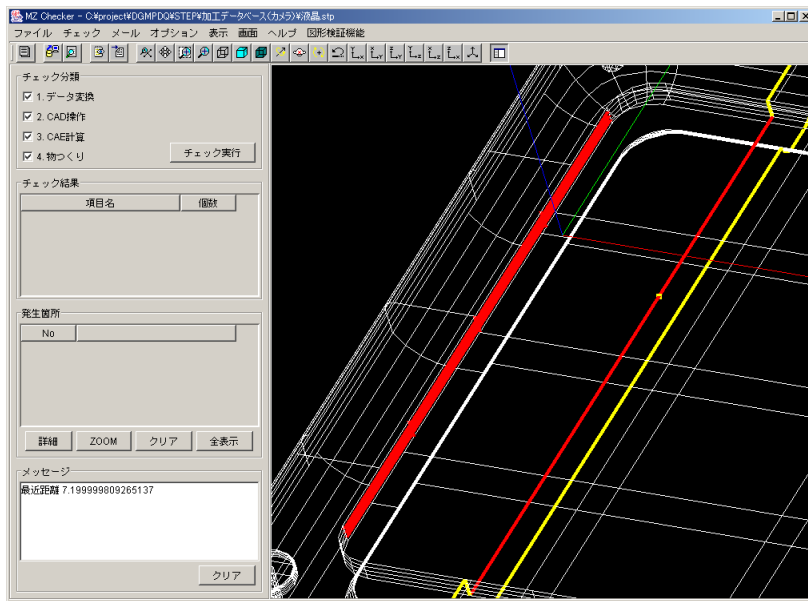 MZ Checker - C:¥project¥DGMPDQ¥STEP¥加工データベース(カメラ)¥液晶.stp
ファイル チェック メール オプション 表示 画面 ヘルプ 図形検証機能
チェック分類
1. データ変換
2. CAD操作
3. CAE計算
4. 物つくり
チェック実行
チェック結果
項目名 個数
発生箇所
No
詳細 ZOOM クリア 全表示
メッセージ
最近距離 7.199999809265137
クリア